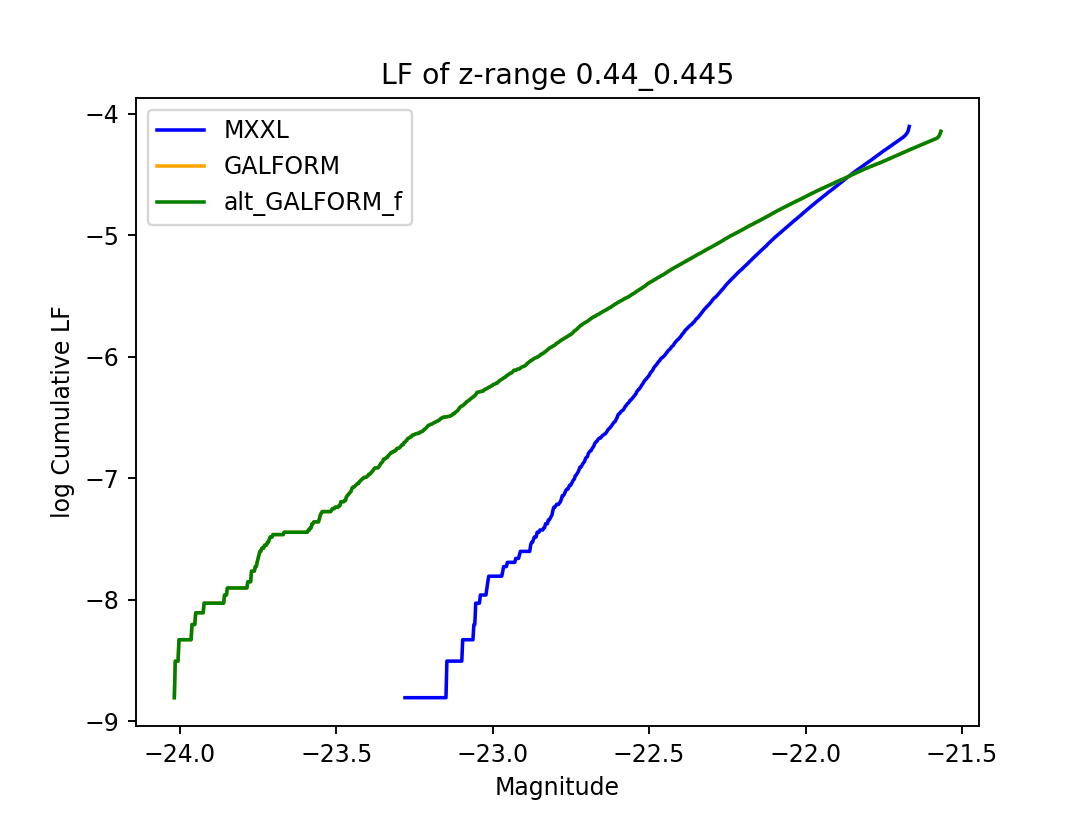 LF of z-range 0.44_0.445
MXXL
GALFORM
alt_GALFORM_f
log Cumulative LF
−4
−5
−6
−7
−8
−9
−24.0
−23.5
−23.0
−22.5
−22.0
−21.5
Magnitude